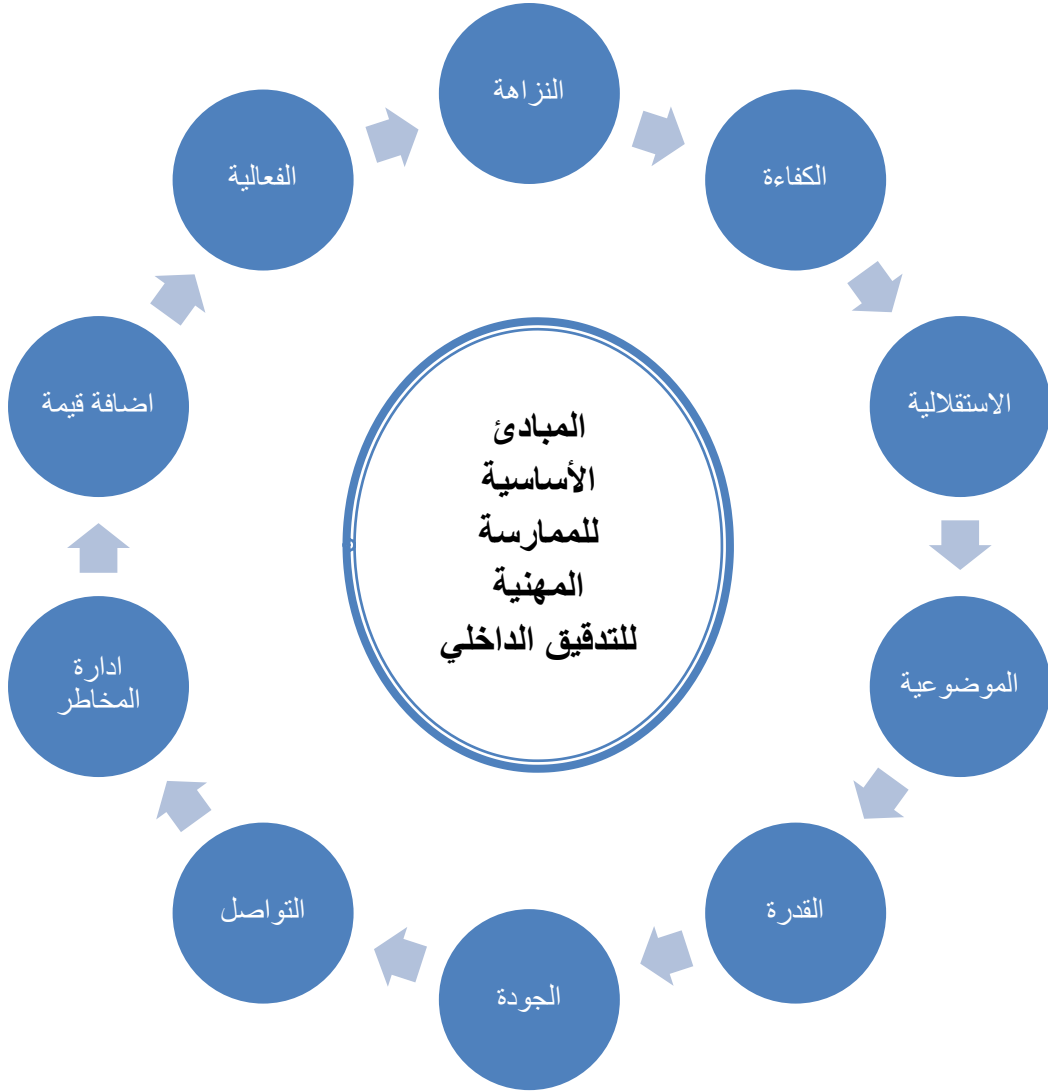 النزاهة
الكفاءة
الاستقلالية
الموضوعية
القدرة
الجودة
التواصل
ادارة
المخاطر
اضافة قيمة
الفعالية
المبادئ
الأساسية
للممارسة
المهنية
للتدقيق الداخلي